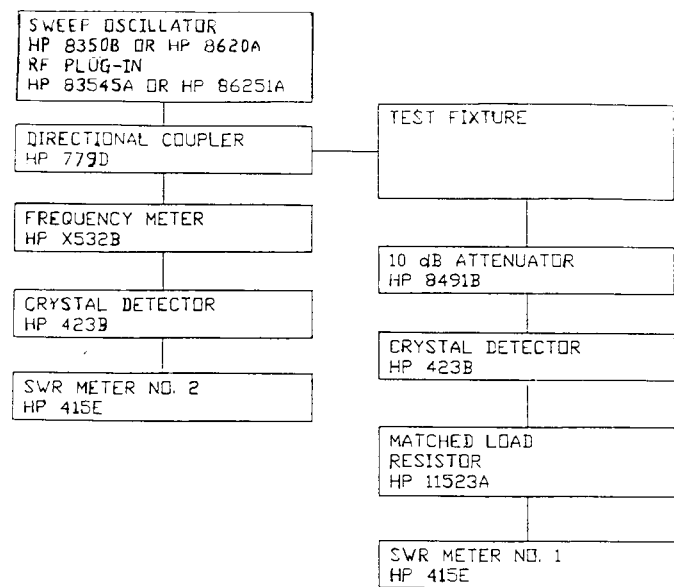 SWEEP OSCILLATOR
HP 8350B OR HP 8620A
RF PLUG-IN
HP 83545A OR HP 86251A
DIRECTIONAL COUPLER
HP 779D
FREQUENCY METER
HP X532B
CRYSTAL DETECTOR
HP 423B
SWR METER NO. 2
HP 415E
TEST FIXTURE
10 dB ATTENUATOR
HP 8491B
CRYSTAL DETECTOR
HP 423B
MATCHED LOAD
RESISTOR
HP 11523A
SWR METER NO. 1
HP 415E